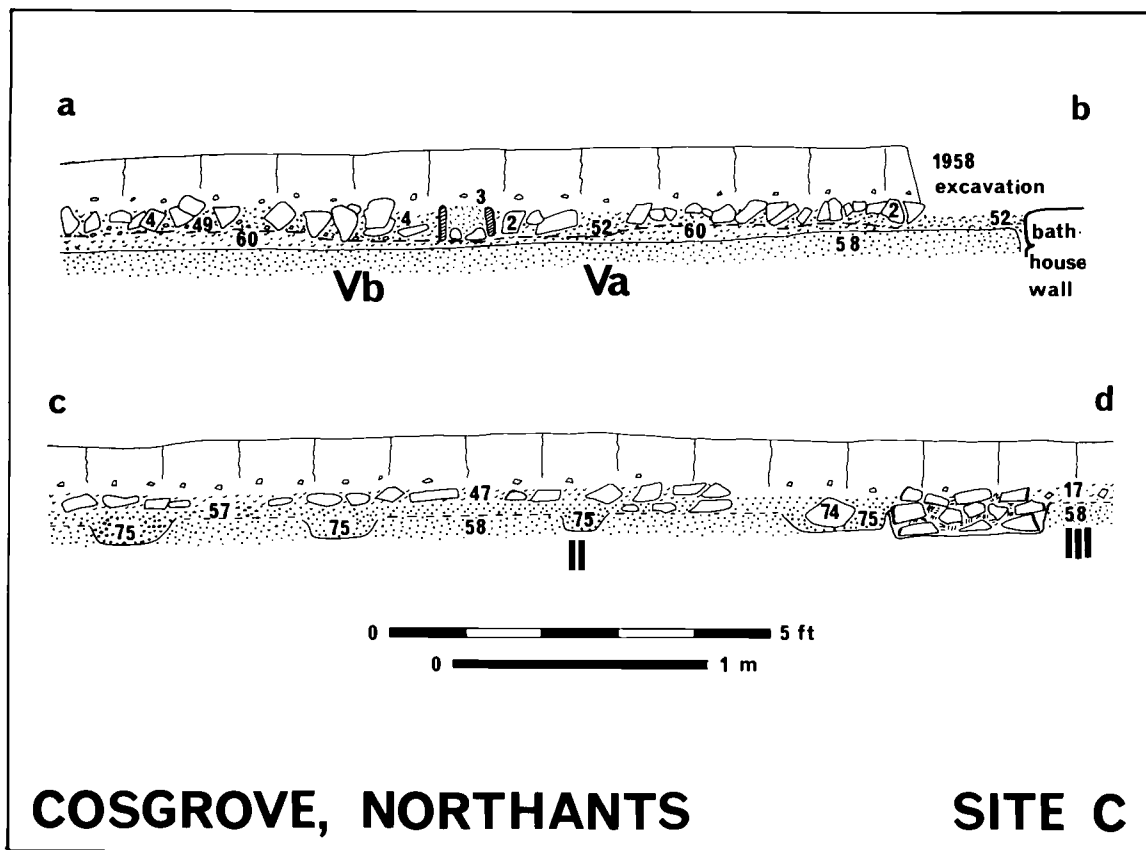 a b
1958
excavation
3
4 49 4 2 52 60 2 52
60 58
bath-
house
wall
Vb Va
c d
47 17
57 74 58
75 75 58 75 75
II III
0 5 ft
0 1 m
COSGROVE, NORTHANTS SITE C